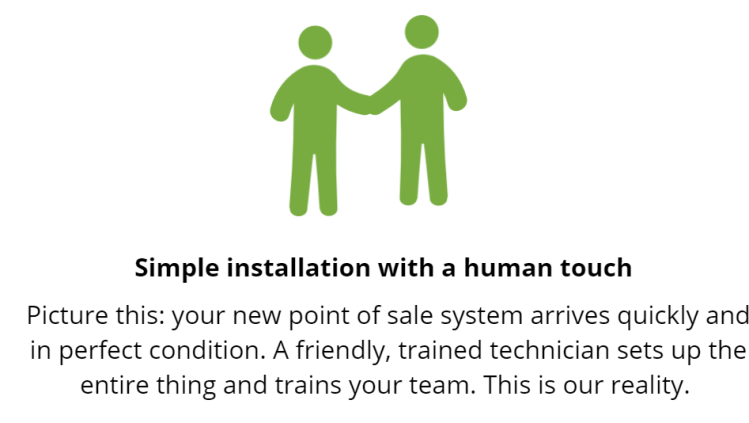 Simple installation with a human touch
Picture this: your new point of sale system arrives quickly and
in perfect condition. A friendly, trained technician sets up the
entire thing and trains your team. This is our reality.